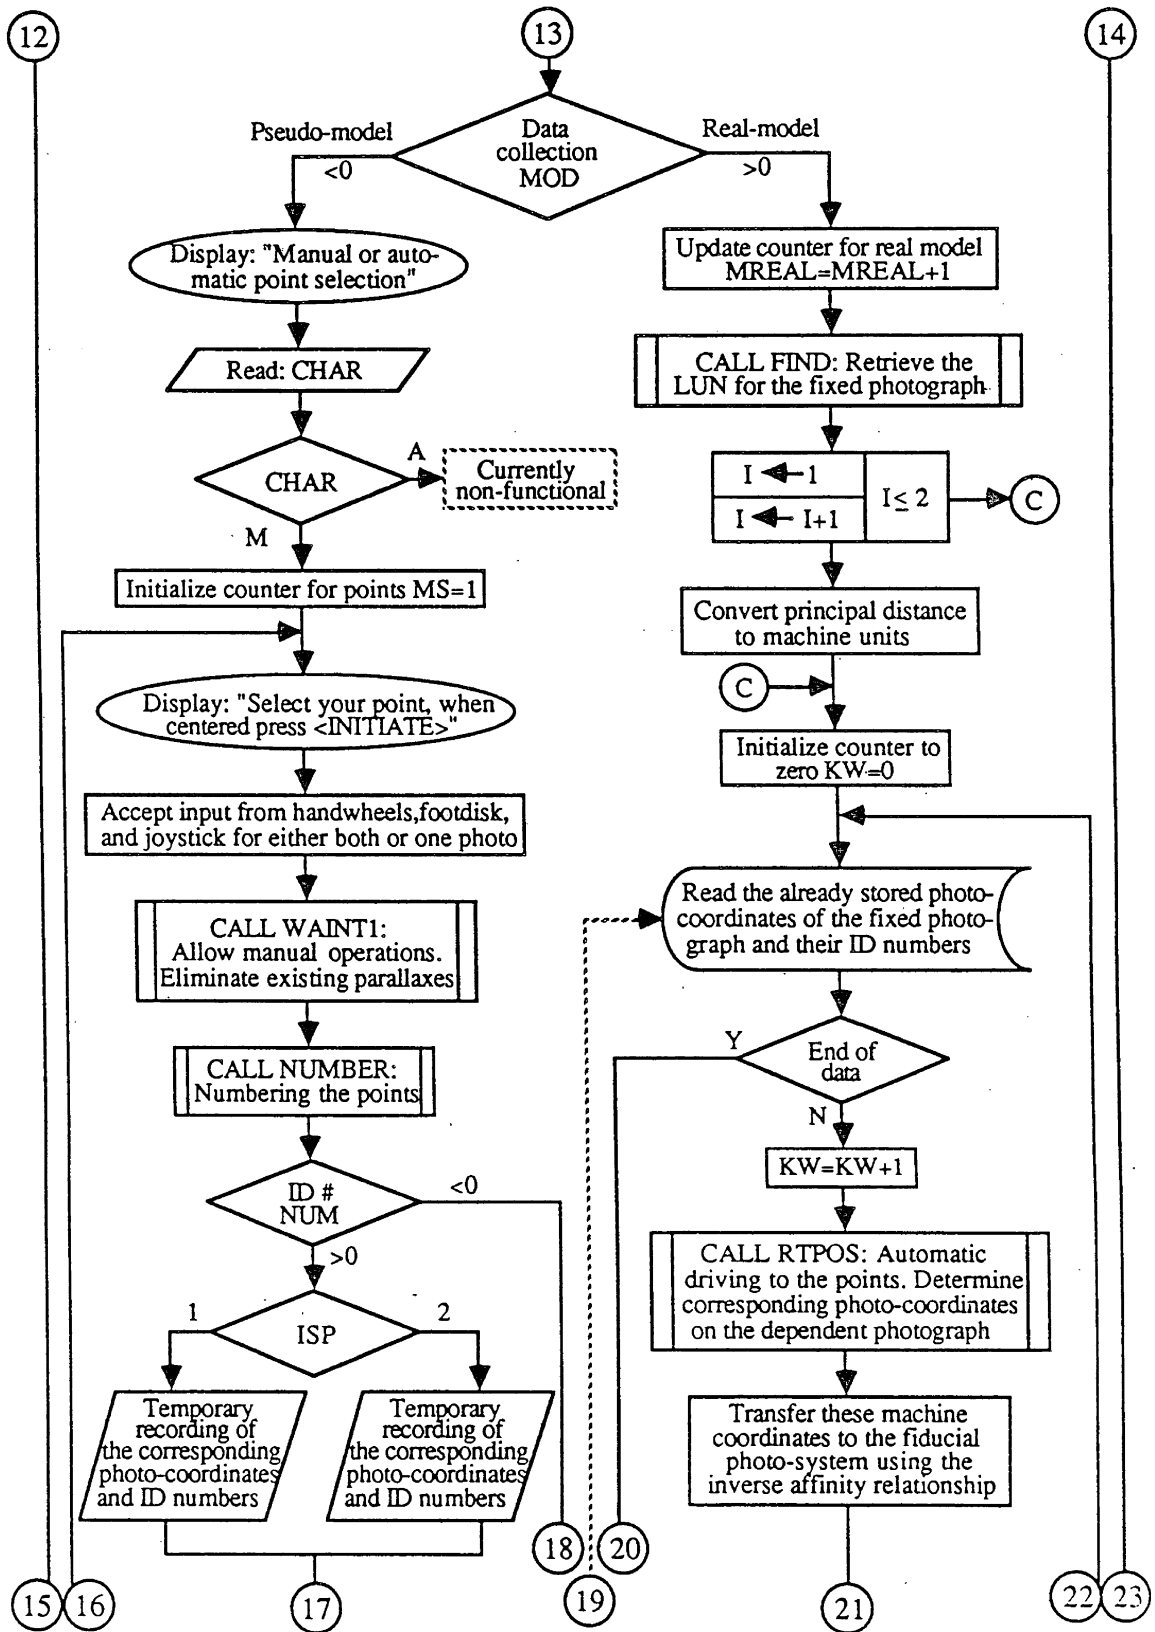 12
13
14
Pseudo-model
<0
Data
collection
MOD
Real-model
>0
Display: "Manual or auto-
matic point selection"
Read: CHAR
CHAR
A
Currently
non-functional
M
Initialize counter for points MS=1
Display: "Select your point, when
centered press <INITIATE>"
Accept input from handwheels,footdisk,
and joystick for either both or one photo
CALL WAINT1:
Allow manual operations.
Eliminate existing parallaxes
CALL NUMBER:
Numbering the points
ID #
NUM
<0
>0
ISP
1
2
Temporary
recording of
the corresponding
photo-coordinates
and ID numbers
Temporary
recording of
the corresponding
photo-coordinates
and ID numbers
Update counter for real model
MREAL=MREAL+1
CALL FIND: Retrieve the
LUN for the fixed photograph
I ← 1
I ← I+1
I ≤ 2
C
Convert principal distance
to machine units
C
Initialize counter to
zero KW=0
Read the already stored photo-
coordinates of the fixed photo-
graph and their ID numbers
Y
End of
data
N
KW=KW+1
CALL RTPOS: Automatic
driving to the points. Determine
corresponding photo-coordinates
on the dependent photograph
Transfer these machine
coordinates to the fiducial
photo-system using the
inverse affinity relationship
15
16
17
18
19
20
21
22
23